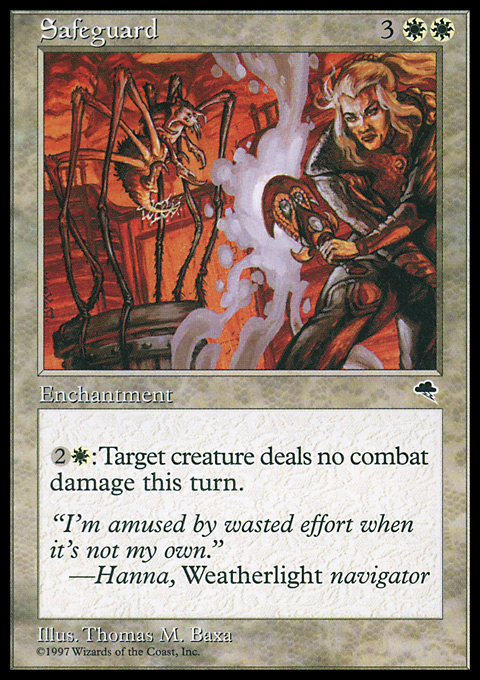 Safeguard 3
Enchantment
2 : Target creature deals no combat
damage this turn.
“I’m amused by wasted effort when
it’s not my own.”
—Hanna, Weatherlight navigator
Illus. Thomas M. Baxa
©1997 Wizards of the Coast, Inc.